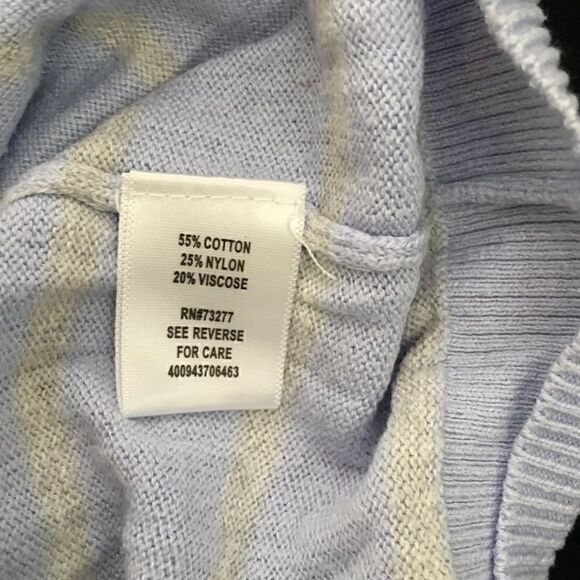 55% COTTON
25% NYLON
20% VISCOSE
RN#73277
SEE REVERSE
FOR CARE
400943706463